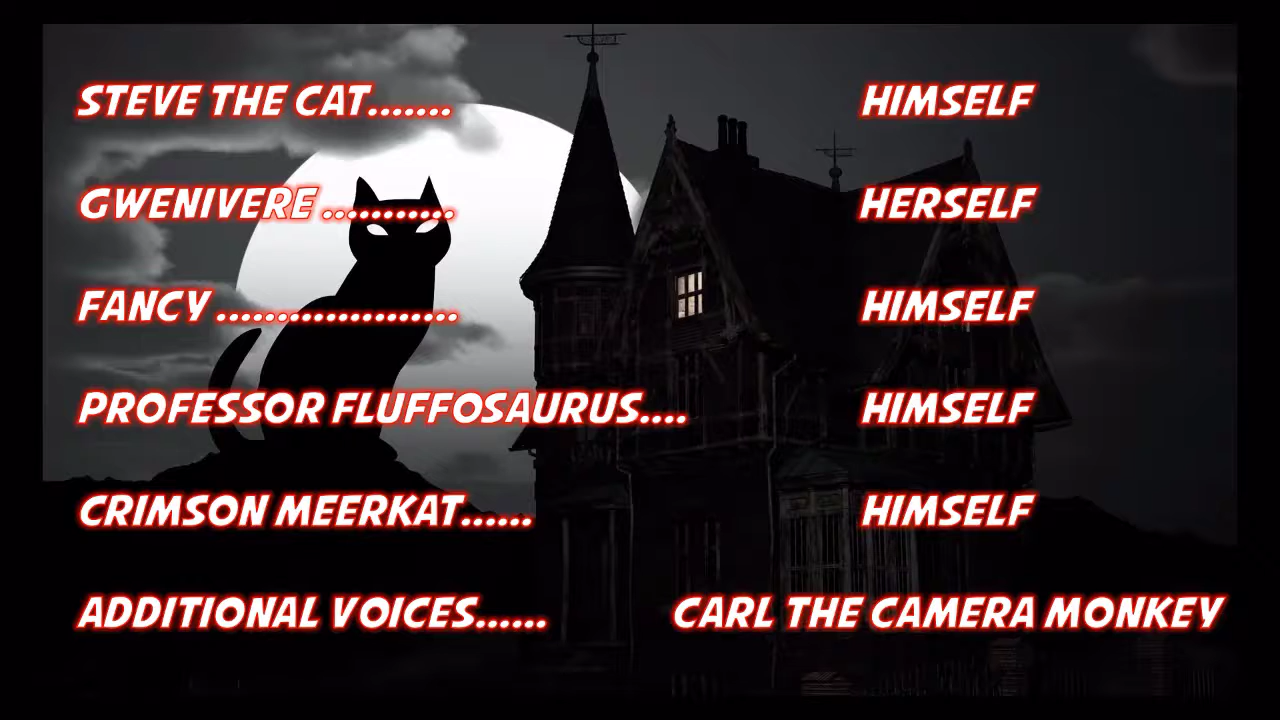 STEVE THE CAT....... HIMSELF
GWENIVERE ........... HERSELF
FANCY .................... HIMSELF
PROFESSOR FLUFFOSAURUS.... HIMSELF
CRIMSON MEERKAT...... HIMSELF
ADDITIONAL VOICES...... CARL THE CAMERA MONKEY